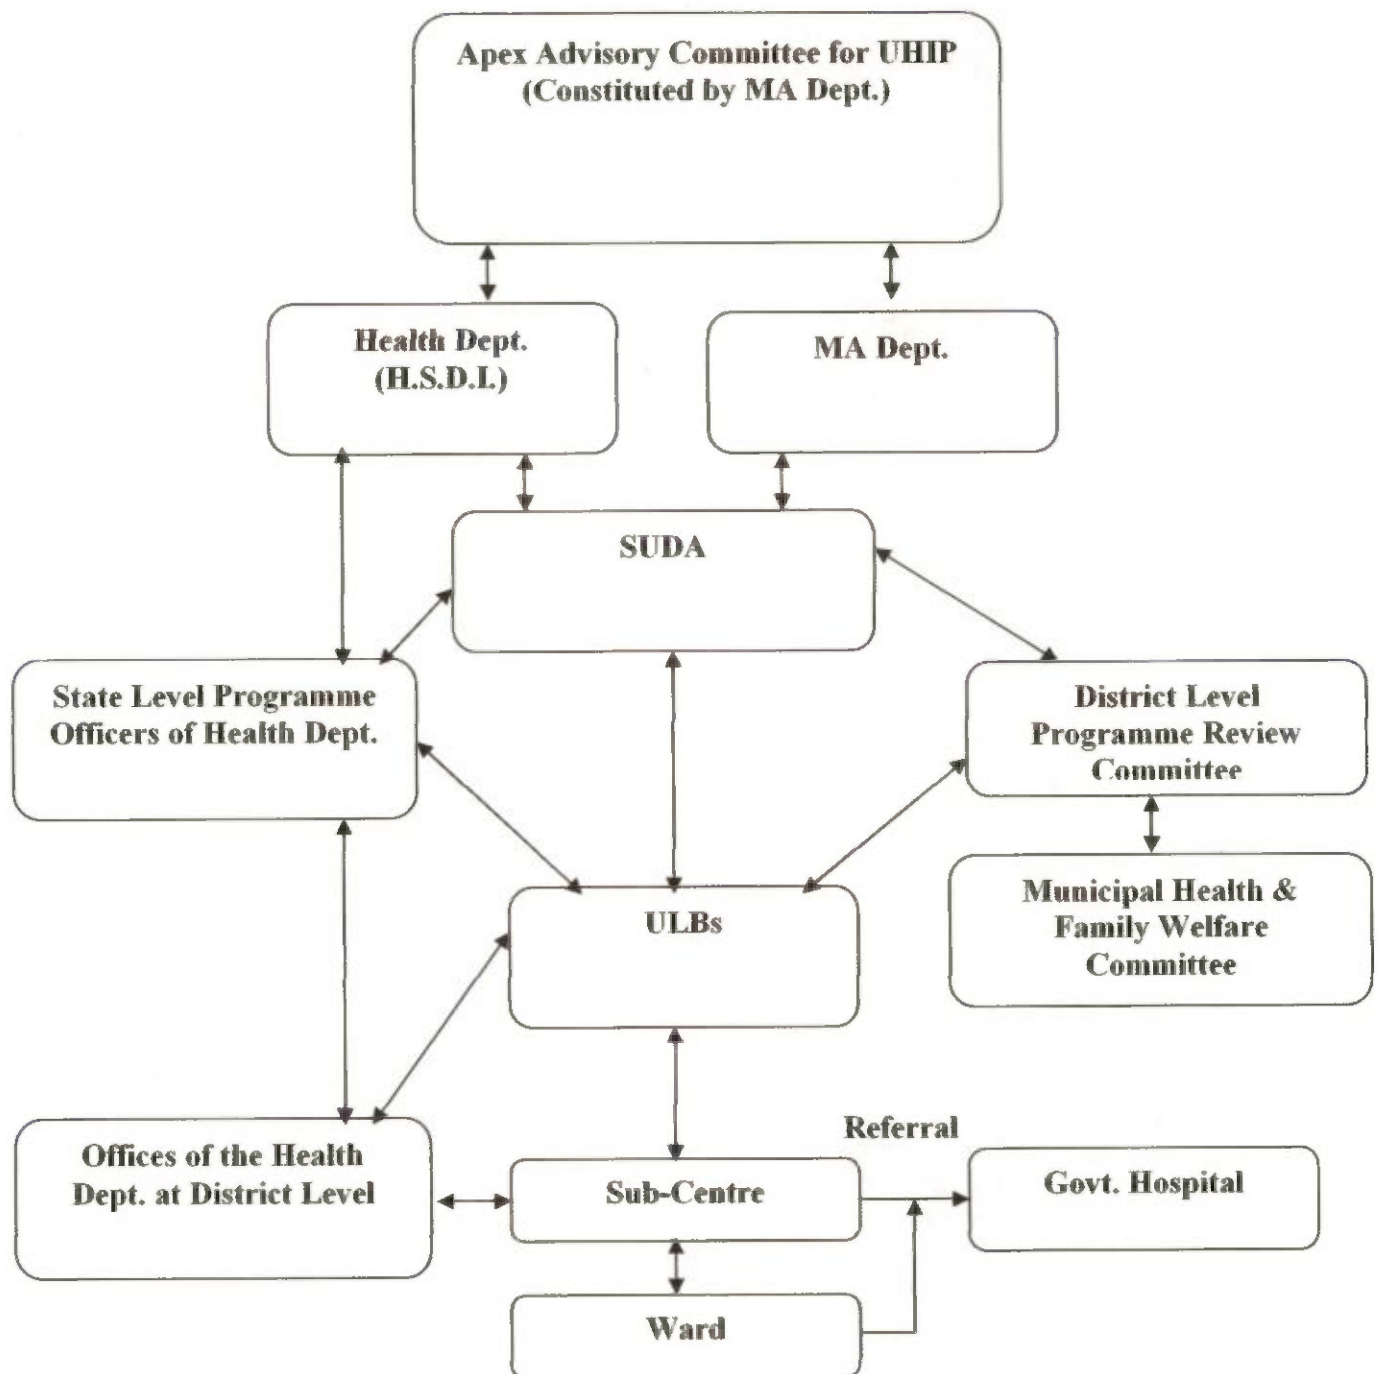 Apex Advisory Committee for UHIP
(Constituted by MA Dept.)
Health Dept.
(H.S.D.I.)
MA Dept.
SUDA
State Level Programme
Officers of Health Dept.
District Level
Programme Review
Committee
Municipal Health &
Family Welfare
Committee
ULBs
Offices of the Health
Dept. at District Level
Referral
Sub-Centre
Govt. Hospital
Ward